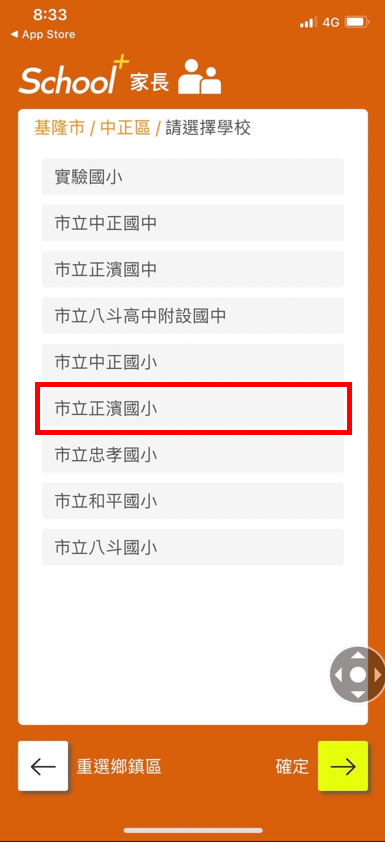 8:33
4G
◀ App Store
School+ 家長
基隆市 / 中正區 / 請選擇學校
實驗國小
市立中正國中
市立正濱國中
市立八斗高中附設國中
市立中正國小
市立正濱國小
市立忠孝國小
市立和平國小
市立八斗國小
重選鄉鎮區
確定